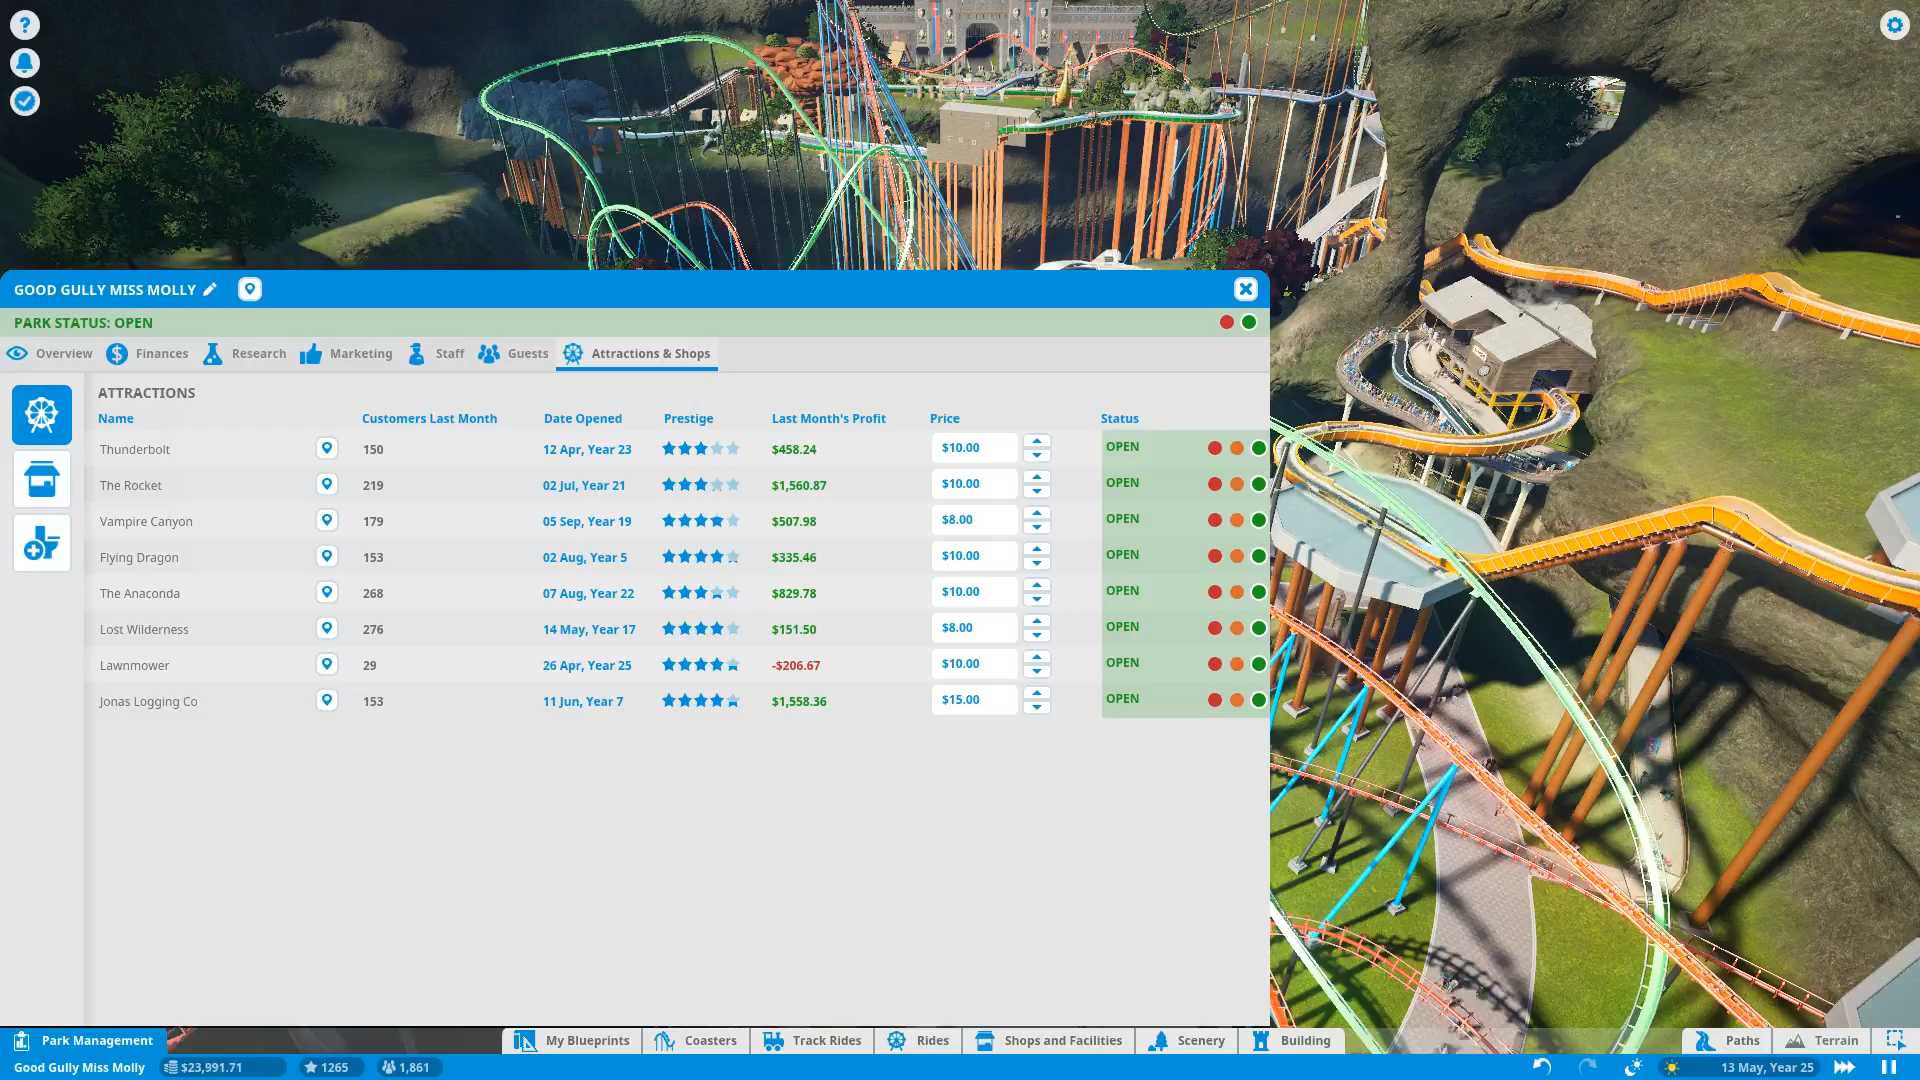 GOOD GULLY MISS MOLLY
PARK STATUS: OPEN
Overview Finances Research Marketing Staff Guests Attractions & Shops
ATTRACTIONS
Name Customers Last Month Date Opened Prestige Last Month's Profit Price Status
Thunderbolt 150 12 Apr, Year 23 $458.24 $10.00 OPEN
The Rocket 219 02 Jul, Year 21 $1,560.87 $10.00 OPEN
Vampire Canyon 179 05 Sep, Year 19 $507.98 $8.00 OPEN
Flying Dragon 153 02 Aug, Year 5 $335.46 $10.00 OPEN
The Anaconda 268 07 Aug, Year 22 $829.78 $10.00 OPEN
Lost Wilderness 276 14 May, Year 17 $151.50 $8.00 OPEN
Lawnmower 29 26 Apr, Year 25 -$206.67 $10.00 OPEN
Jonas Logging Co 153 11 Jun, Year 7 $1,558.36 $15.00 OPEN
Park Management My Blueprints Coasters Track Rides Rides Shops and Facilities Scenery Building Paths Terrain
Good Gully Miss Molly $23,991.71 1265 1,861 13 May, Year 25